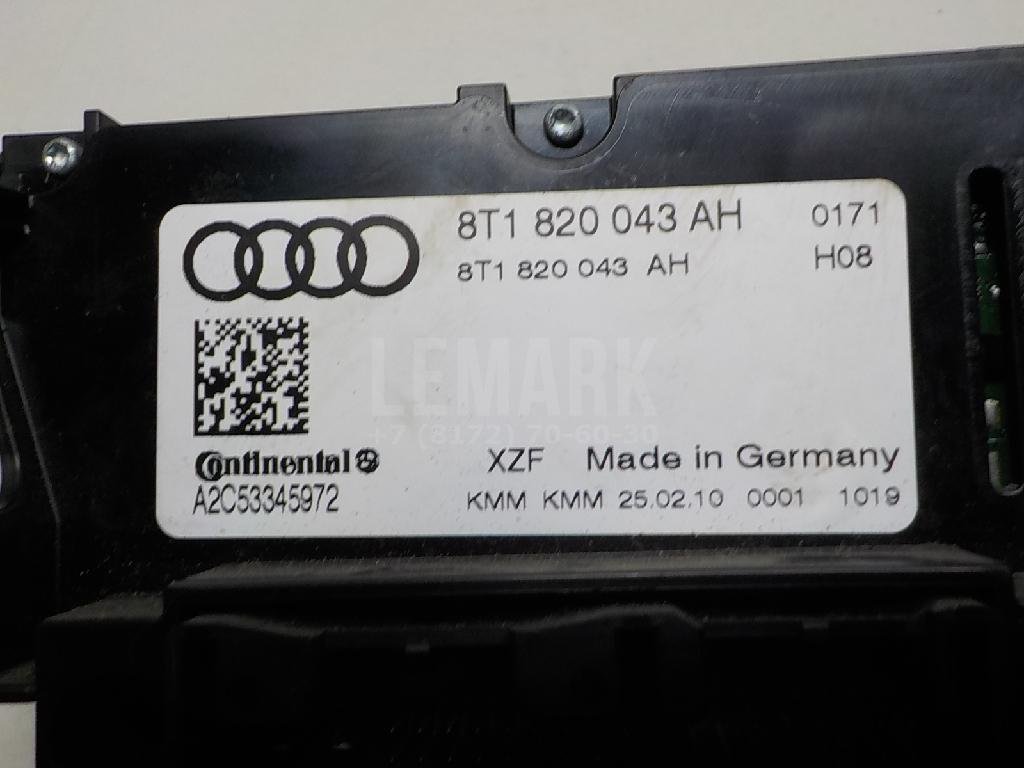 8T1 820 043 AH 0171
8T1 820 043 AH H08
LEMARK
+7 (8172) 70-60-30
Continental XZF Made in Germany
A2C53345972 KMM KMM 25.02.10 0001 1019